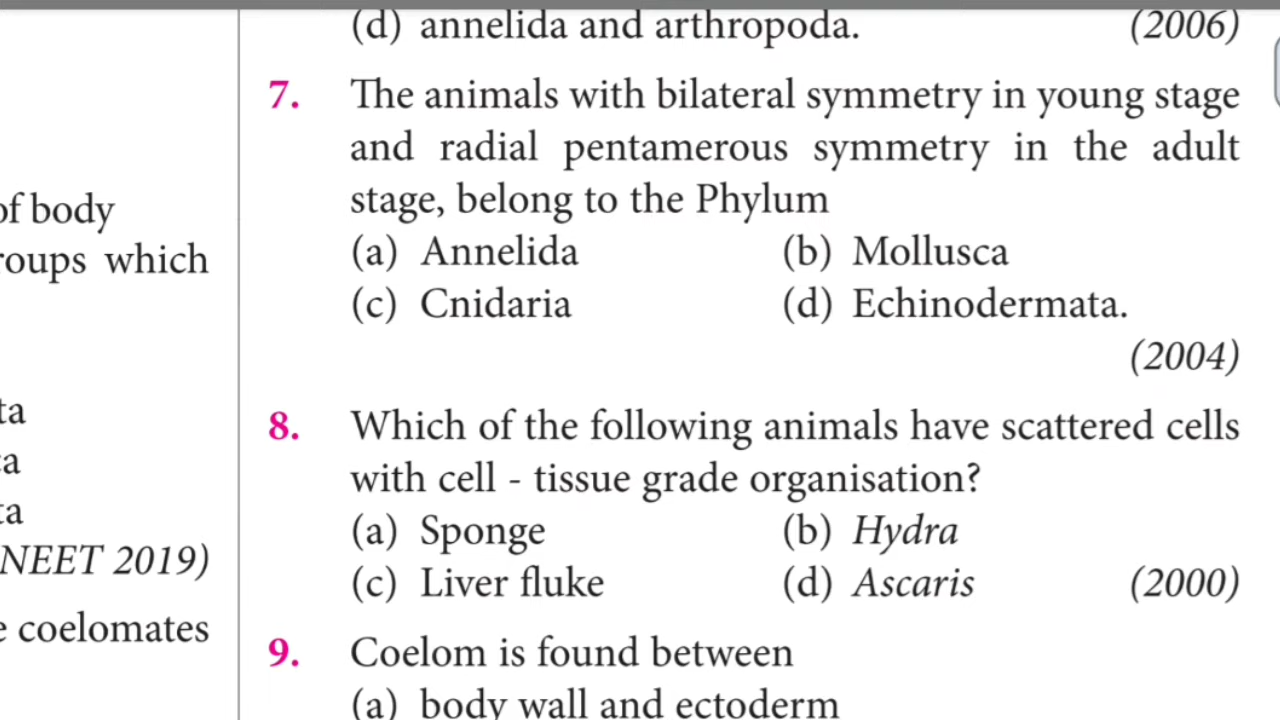 of body
roups which
ta
ta
NEET 2019)
e coelomates
(d) annelida and arthropoda. (2006)
7. The animals with bilateral symmetry in young stage
and radial pentamerous symmetry in the adult
stage, belong to the Phylum
(a) Annelida (b) Mollusca
(c) Cnidaria (d) Echinodermata.
(2004)
8. Which of the following animals have scattered cells
with cell - tissue grade organisation?
(a) Sponge (b) Hydra
(c) Liver fluke (d) Ascaris (2000)
9. Coelom is found between
(a) body wall and ectoderm